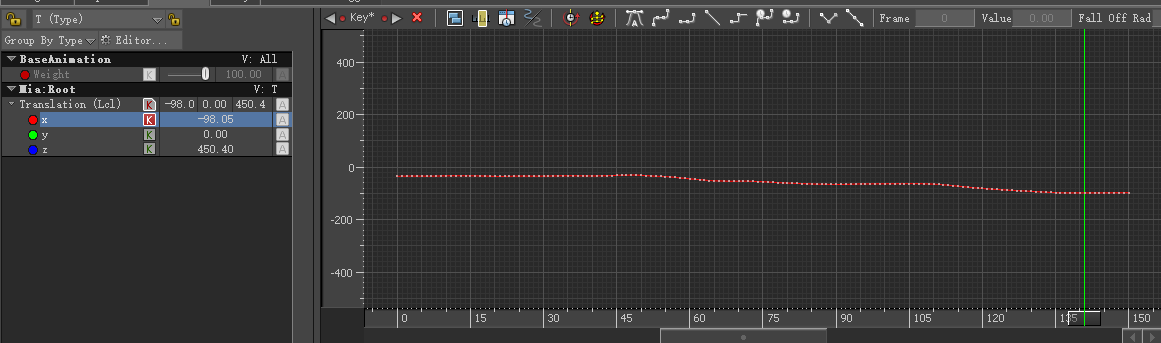 T (Type)
Key*
Frame 0 Value 0.00 Fall Off Rad
Group By Type Editor...
BaseAnimation V: All
Weight K 100.00 A
Mia:Root V: T
Translation (Lcl) K -98.0 0.00 450.4 A
x K -98.05 A
y K 0.00 A
z K 450.40 A
400
200
0
-200
-400
0 15 30 45 60 75 90 105 120 135 150